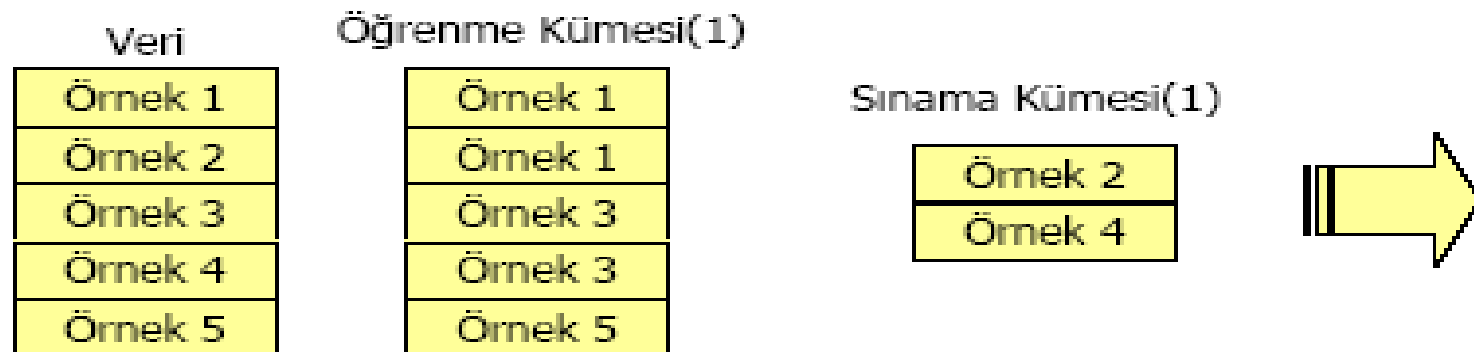 Veri
Örnek 1
Örnek 2
Örnek 3
Örnek 4
Örnek 5
Öğrenme Kümesi(1)
Örnek 1
Örnek 1
Örnek 3
Örnek 3
Örnek 5
Sınama Kümesi(1)
Örnek 2
Örnek 4